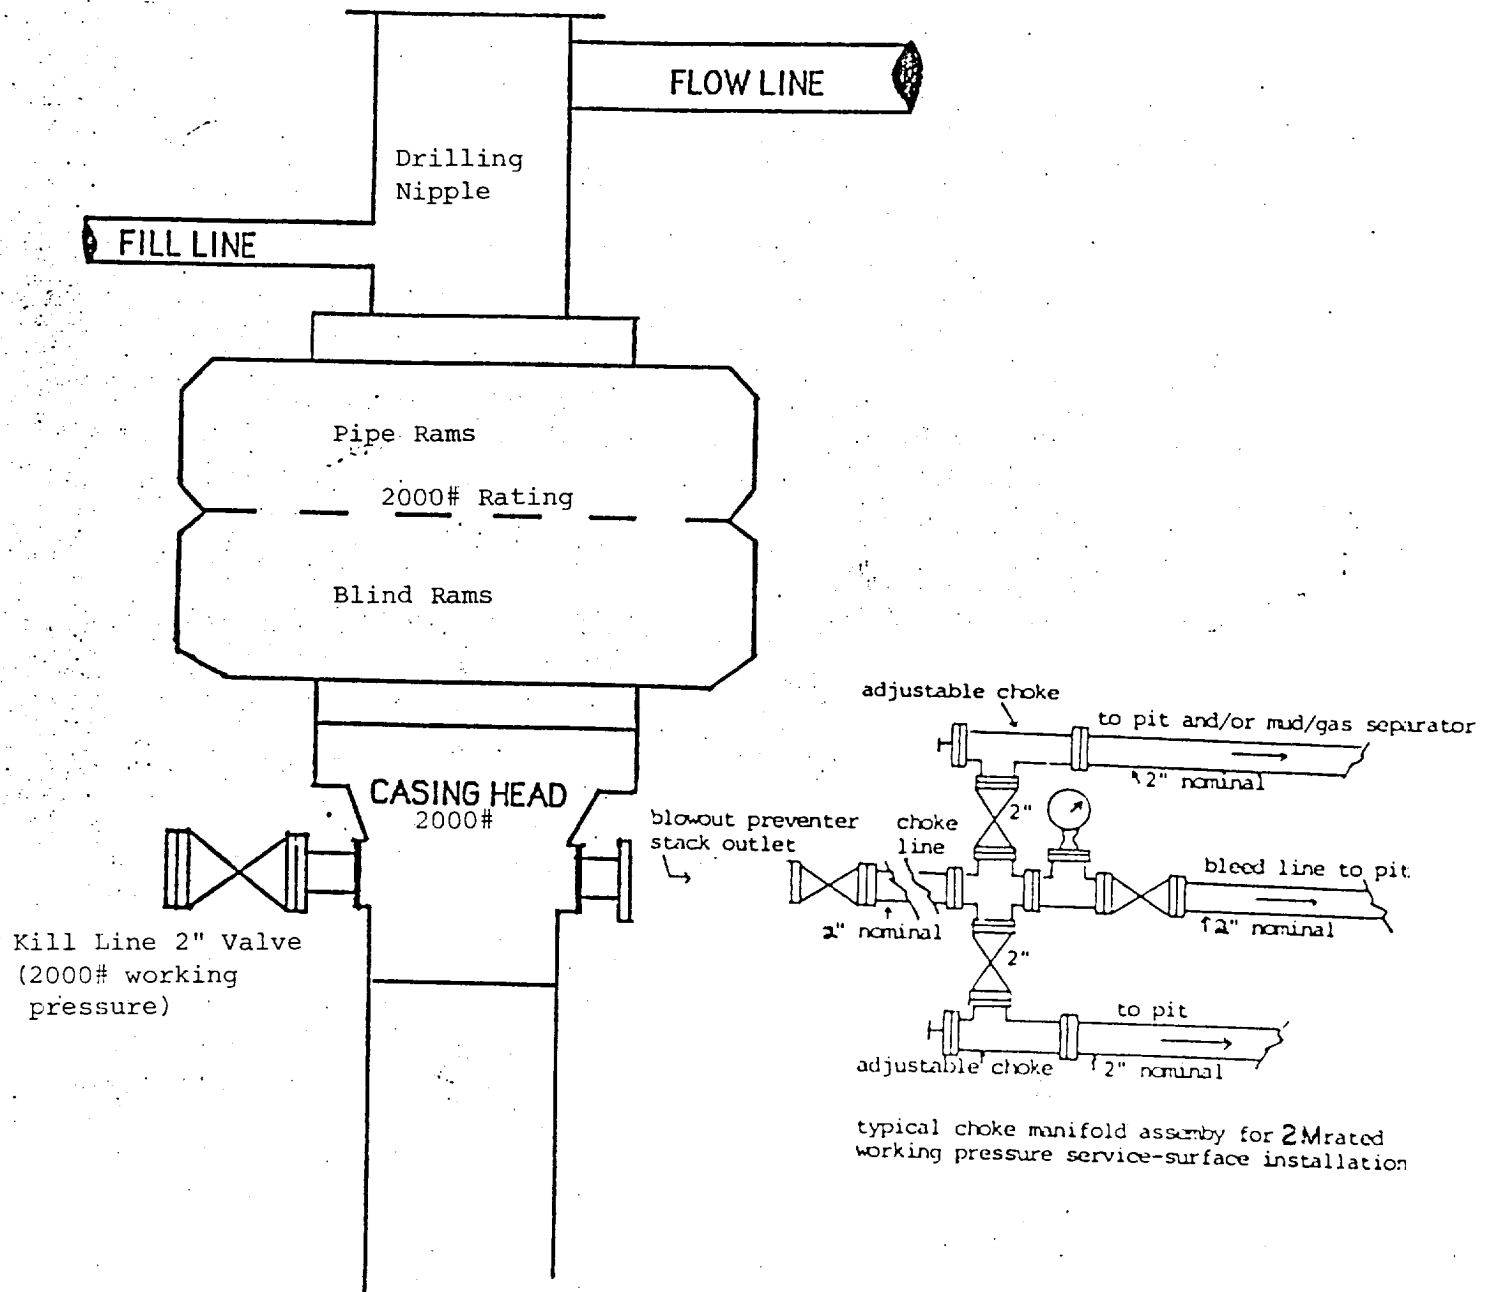 FLOW LINE
Drilling
Nipple
FILL LINE
Pipe Rams
2000# Rating
Blind Rams
CASING HEAD
2000#
Kill Line 2" Valve
(2000# working
pressure)
blowout preventer
stack outlet
choke
line
adjustable choke
to pit and/or mud/gas separator
2" nominal
2"
bleed line to pit
2" nominal
2" nominal
2"
to pit
adjustable choke
2" nominal
typical choke manifold assemby for 2M rated
working pressure service-surface installation